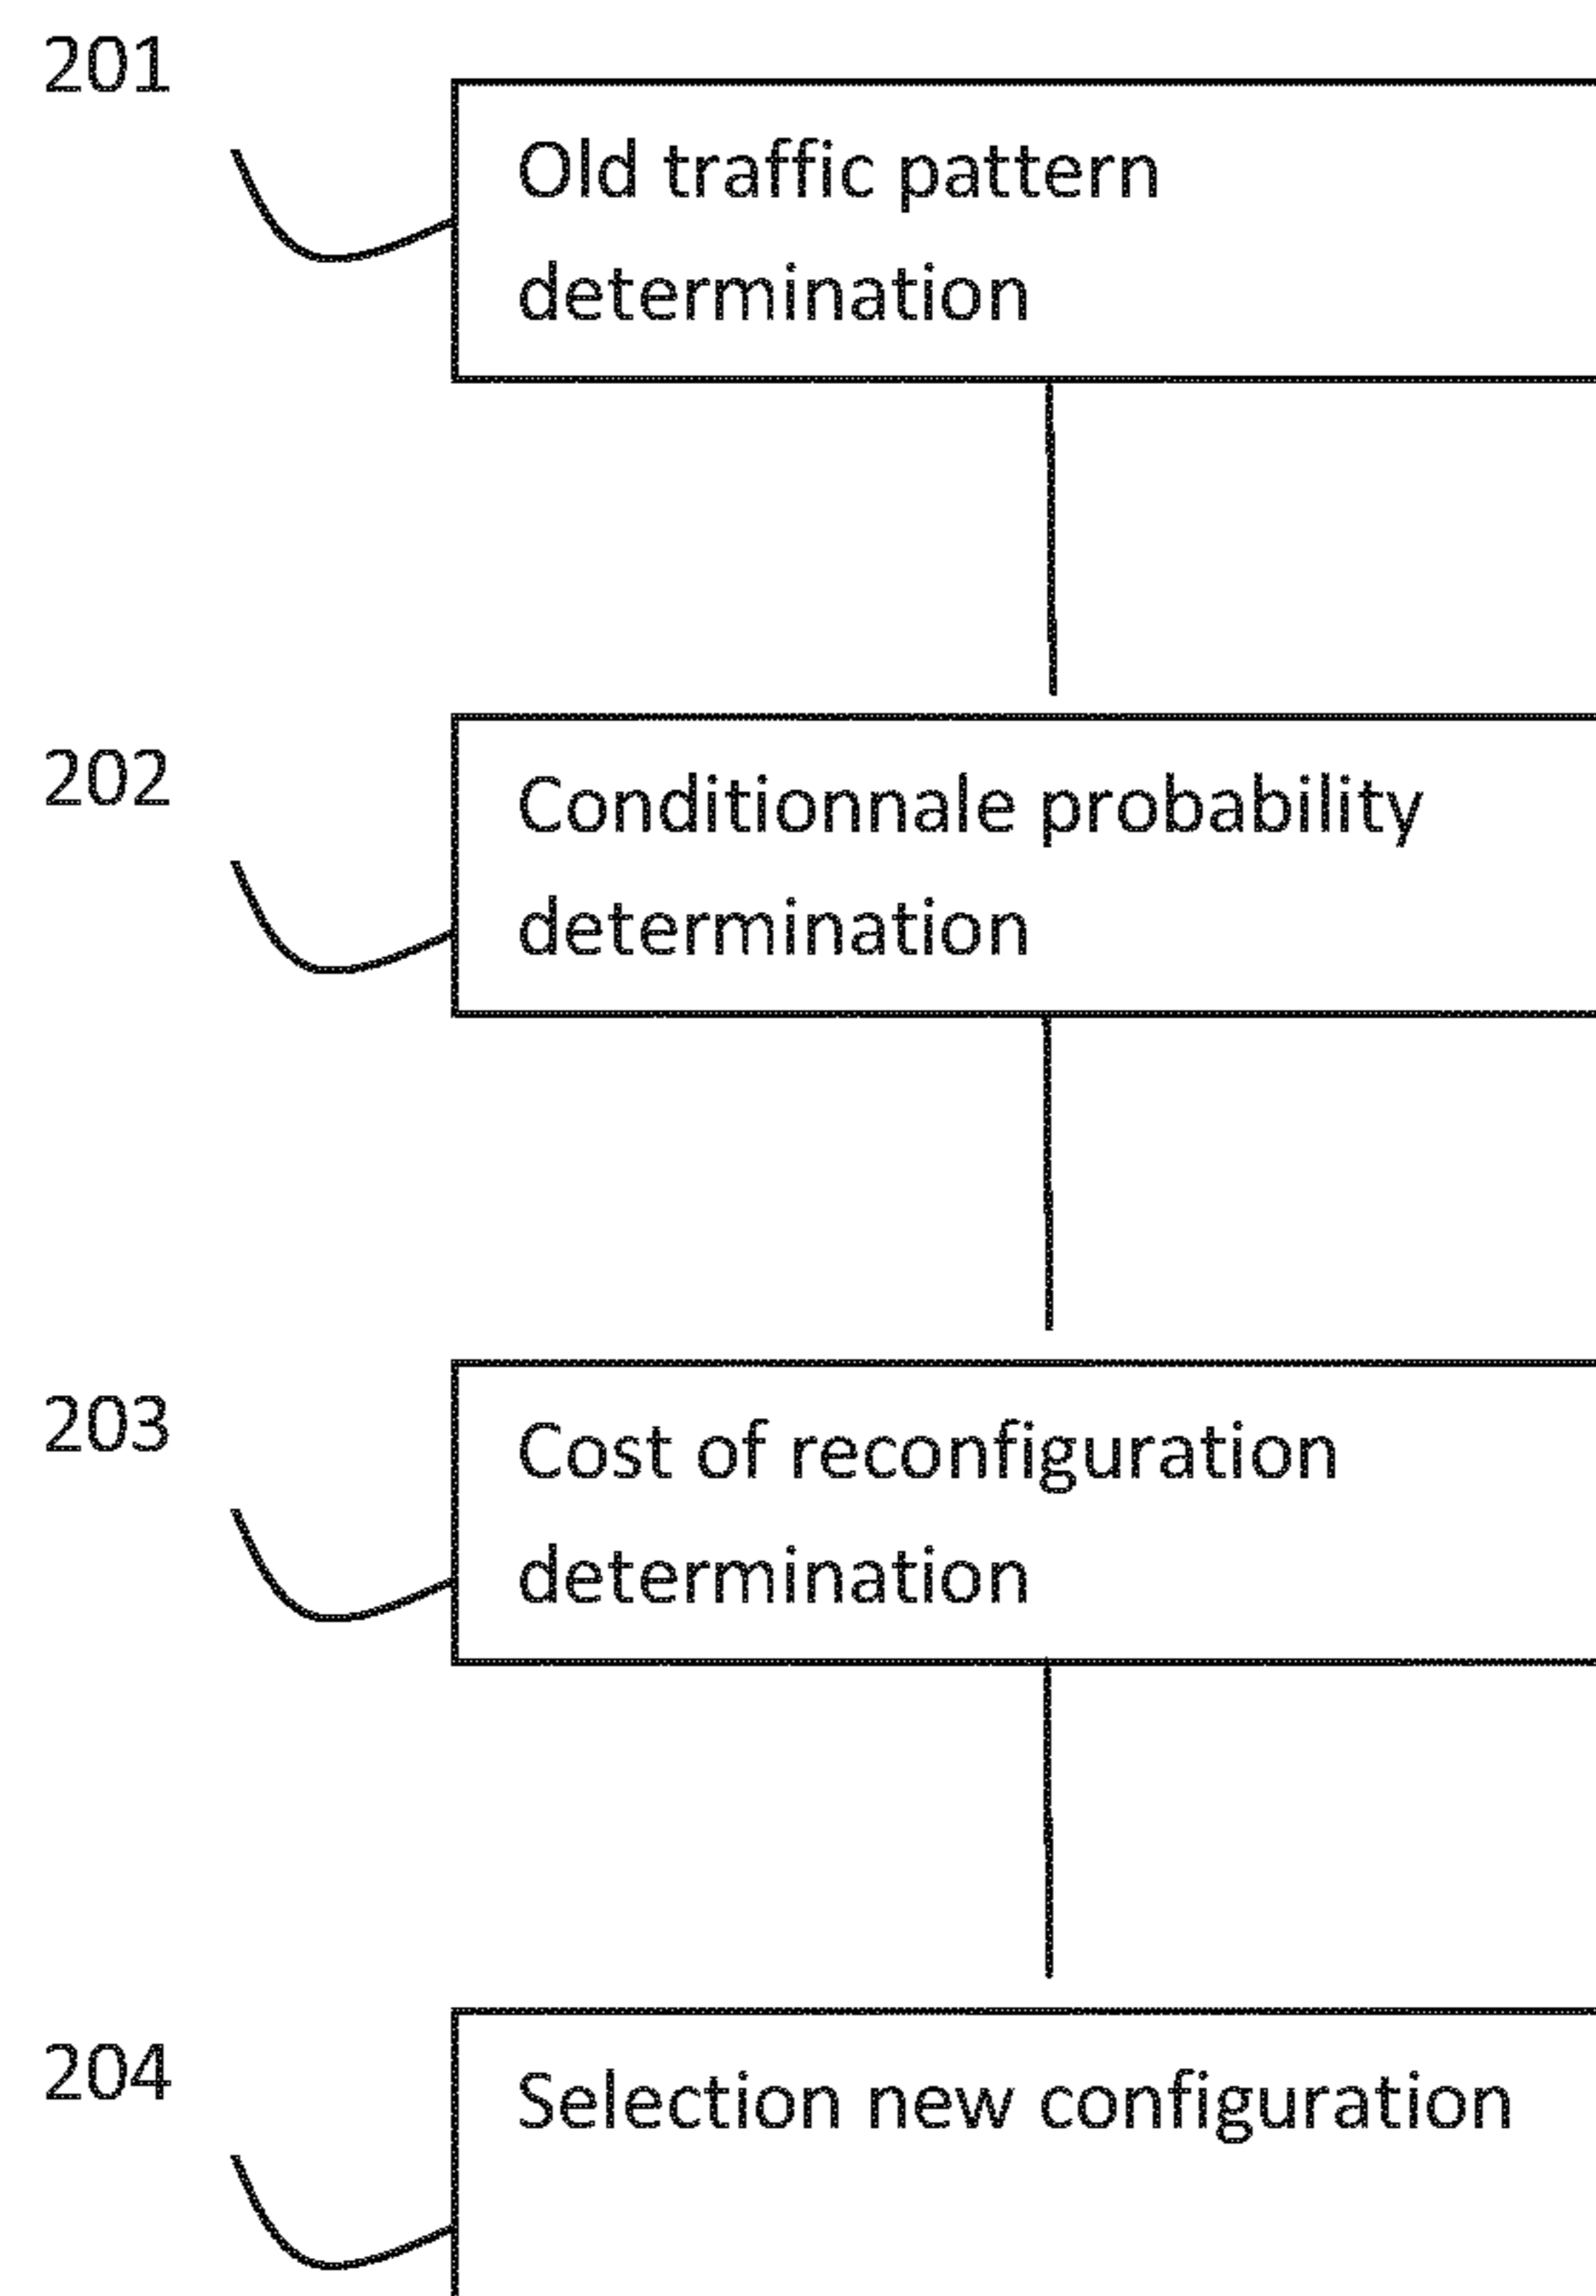 201
Old traffic pattern
determination
202
Conditionnale probability
determination
203
Cost of reconfiguration
determination
204
Selection new configuration